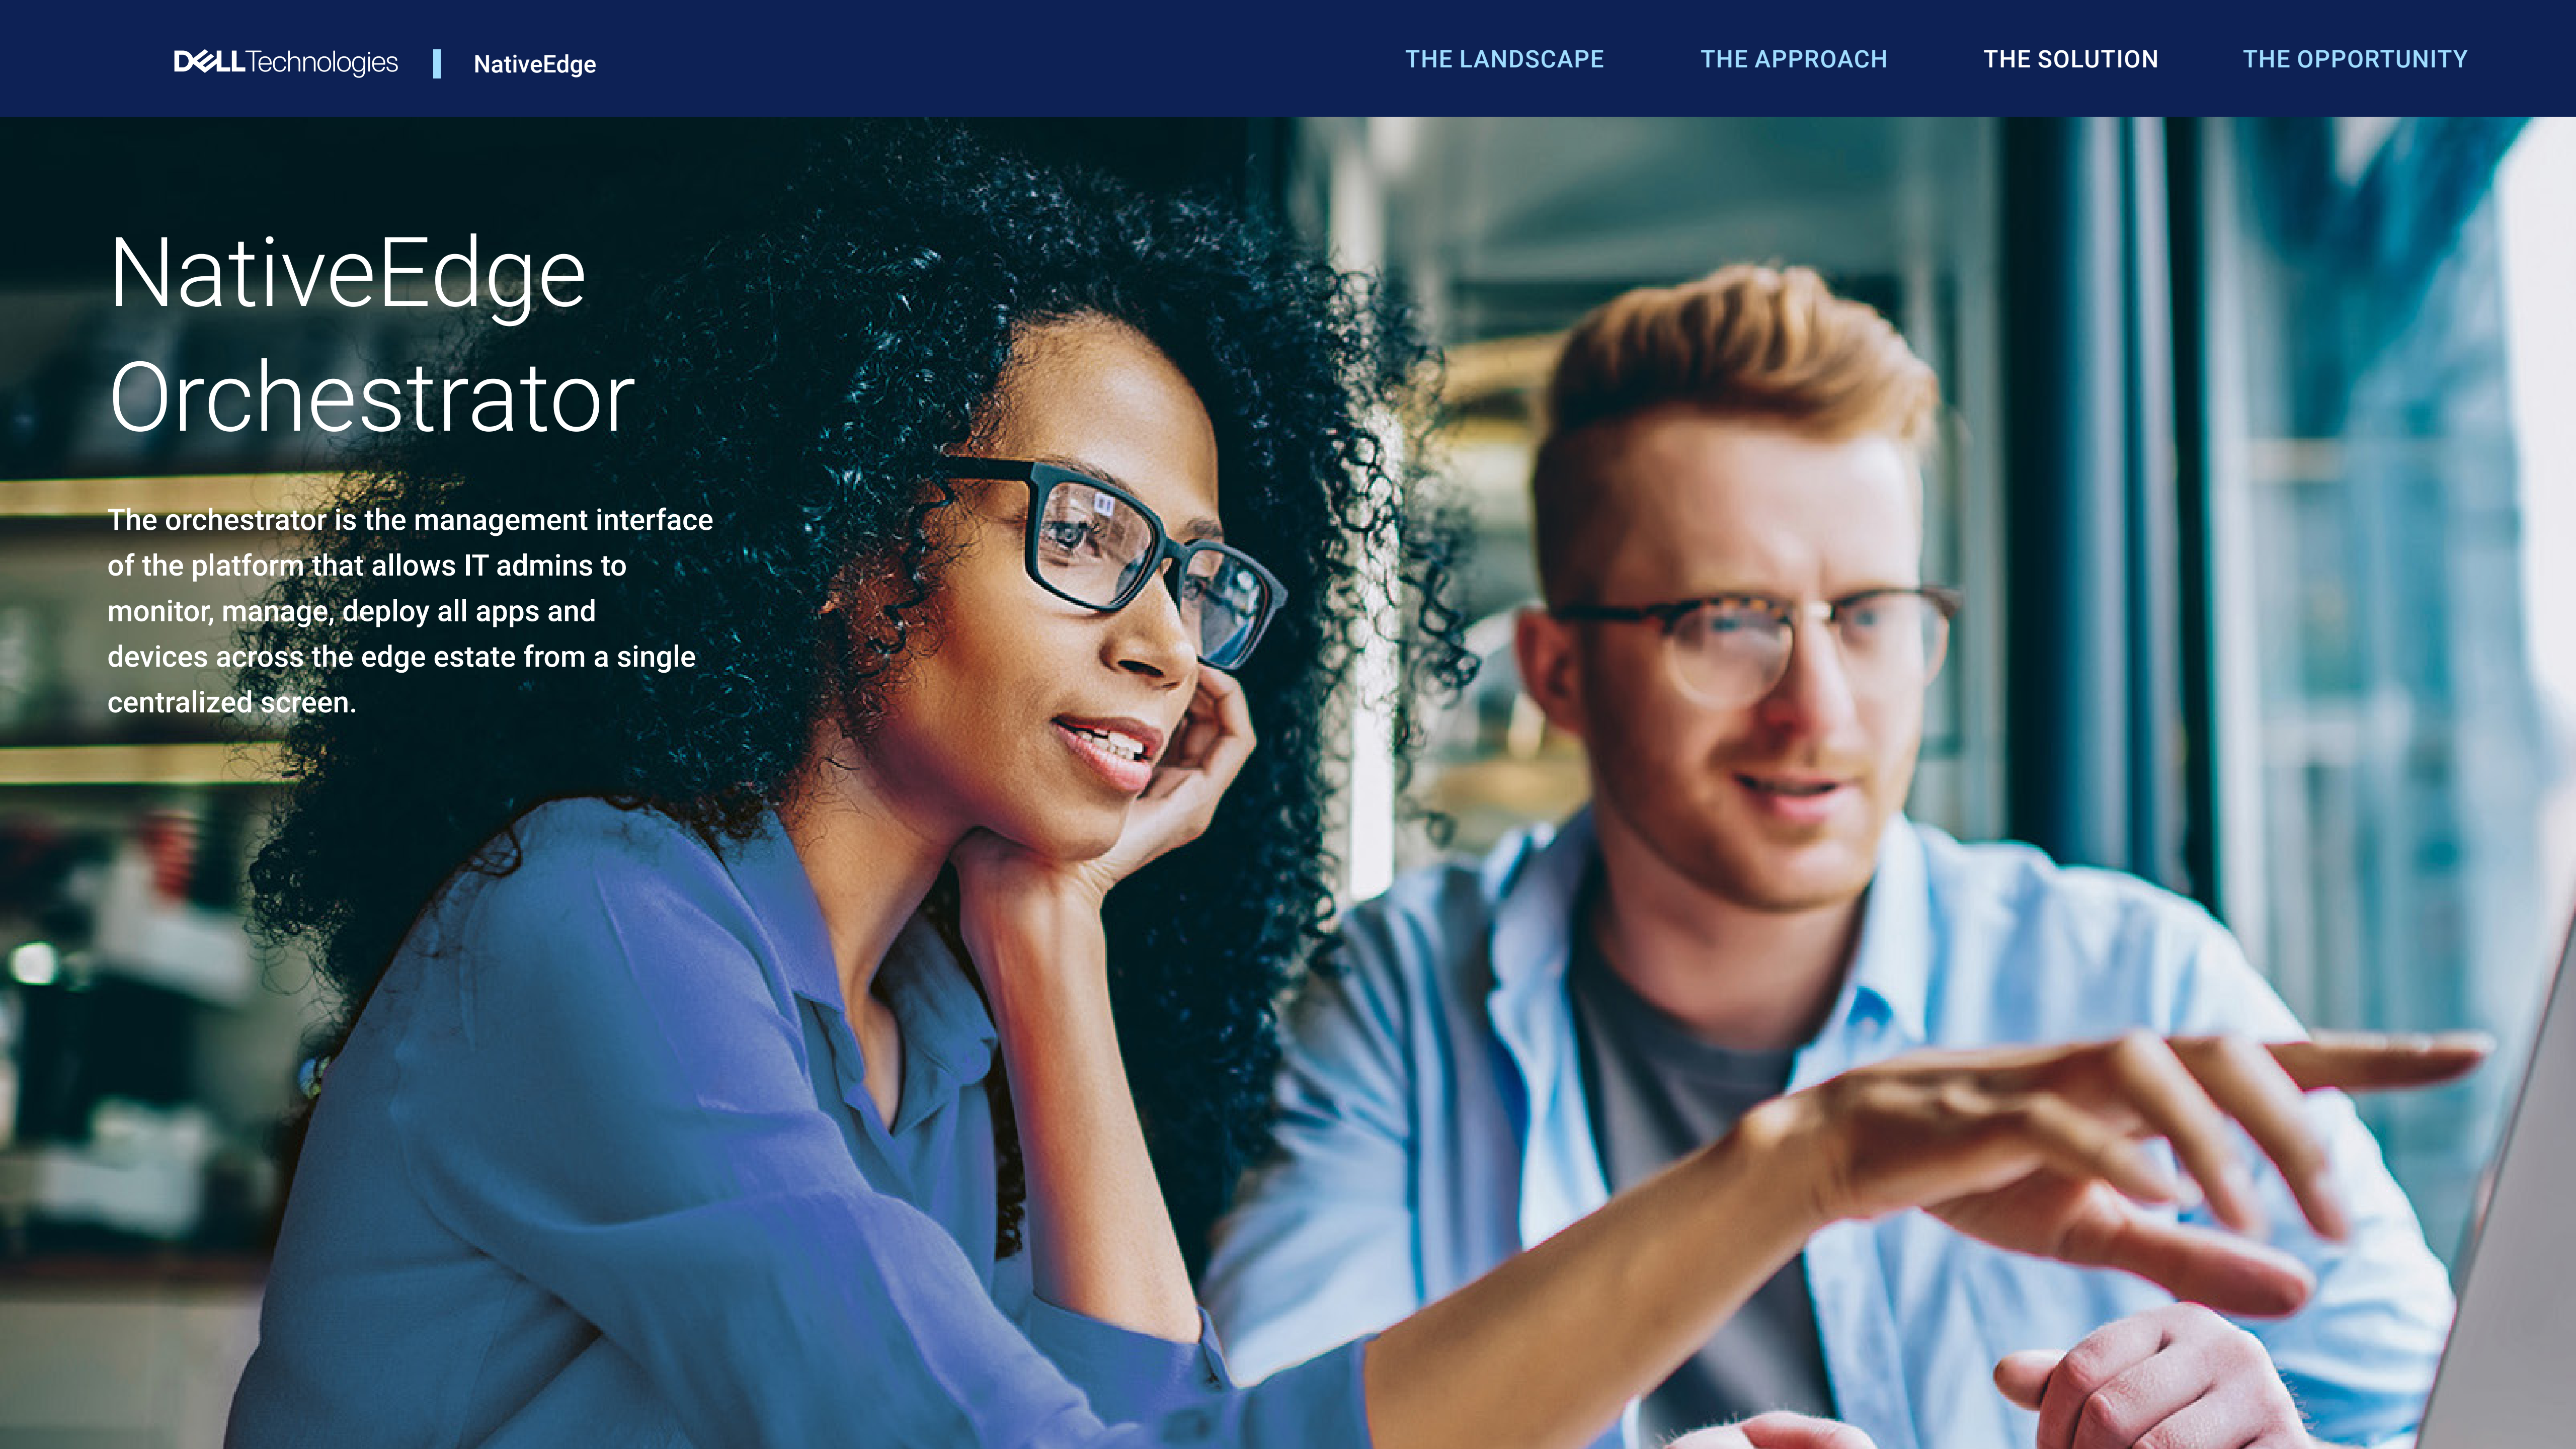 DELLTechnologies | NativeEdge
THE LANDSCAPE THE APPROACH THE SOLUTION THE OPPORTUNITY
NativeEdge
Orchestrator
The orchestrator is the management interface
of the platform that allows IT admins to
monitor, manage, deploy all apps and
devices across the edge estate from a single
centralized screen.